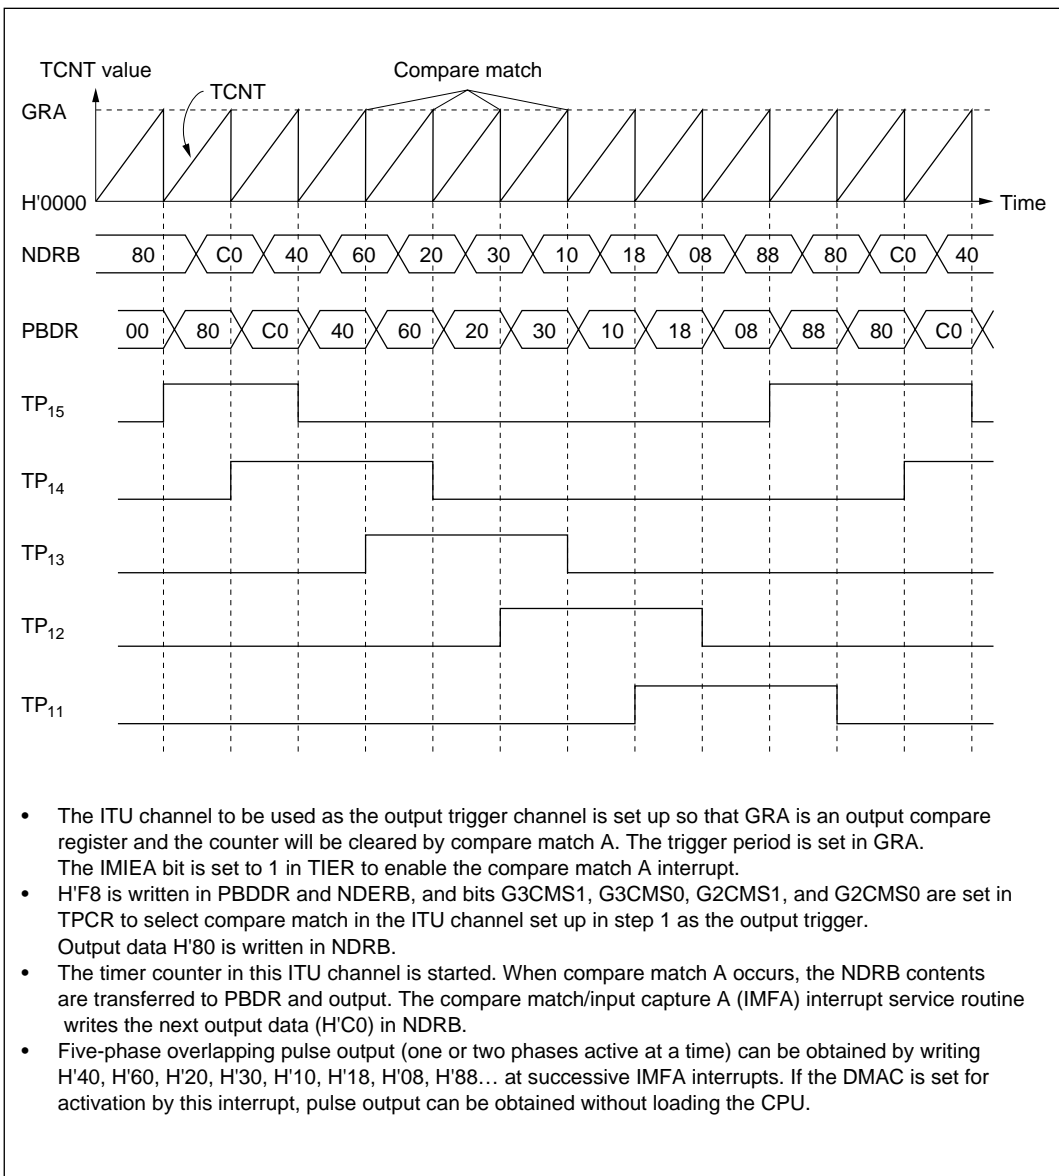 TCNT value
Compare match
TCNT
GRA
H'0000
Time
NDRB 80 C0 40 60 20 30 10 18 08 88 80 C0 40
PBDR 00 80 C0 40 60 20 30 10 18 08 88 80 C0
TP15
TP14
TP13
TP12
TP11
• The ITU channel to be used as the output trigger channel is set up so that GRA is an output compare
register and the counter will be cleared by compare match A. The trigger period is set in GRA.
The IMIEA bit is set to 1 in TIER to enable the compare match A interrupt.
• H'F8 is written in PBDDR and NDERB, and bits G3CMS1, G3CMS0, G2CMS1, and G2CMS0 are set in
TPCR to select compare match in the ITU channel set up in step 1 as the output trigger.
Output data H'80 is written in NDRB.
• The timer counter in this ITU channel is started. When compare match A occurs, the NDRB contents
are transferred to PBDR and output. The compare match/input capture A (IMFA) interrupt service routine
writes the next output data (H'C0) in NDRB.
• Five-phase overlapping pulse output (one or two phases active at a time) can be obtained by writing
H'40, H'60, H'20, H'30, H'10, H'18, H'08, H'88… at successive IMFA interrupts. If the DMAC is set for
activation by this interrupt, pulse output can be obtained without loading the CPU.